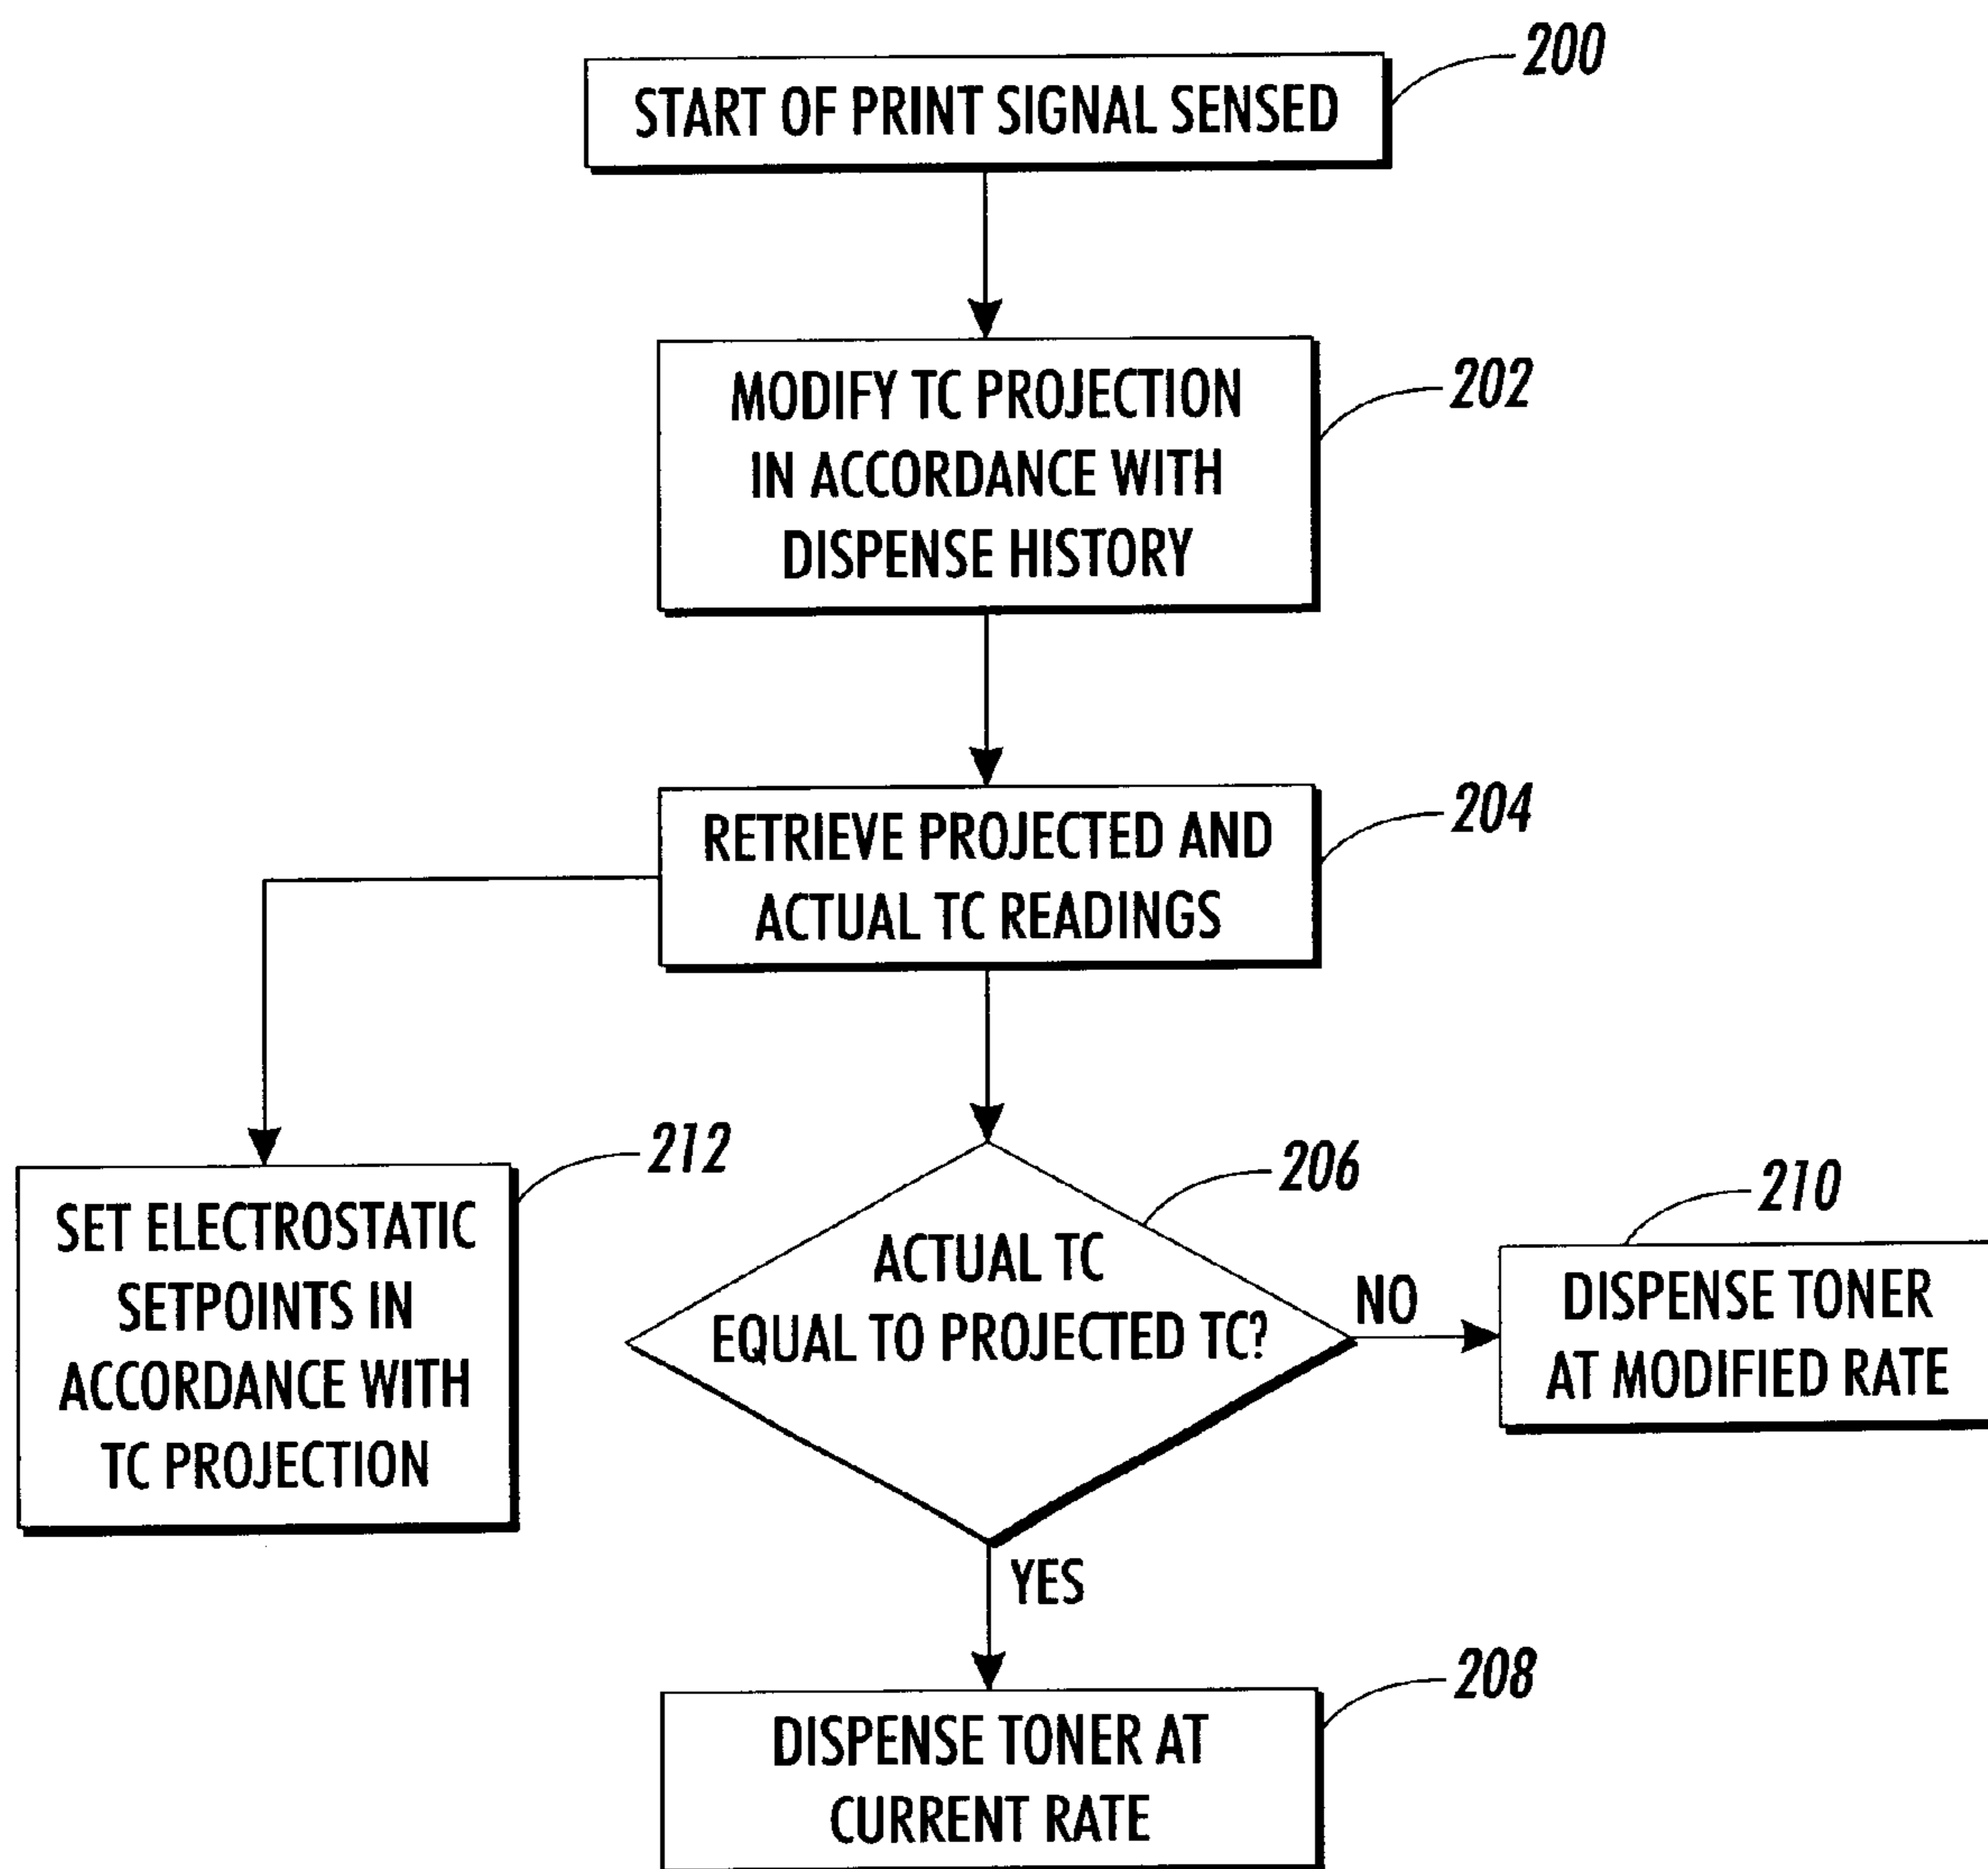 200
START OF PRINT SIGNAL SENSED
202
MODIFY TC PROJECTION
IN ACCORDANCE WITH
DISPENSE HISTORY
204
RETRIEVE PROJECTED AND
ACTUAL TC READINGS
212
SET ELECTROSTATIC
SETPOINTS IN
ACCORDANCE WITH
TC PROJECTION
206
ACTUAL TC
EQUAL TO PROJECTED TC?
NO
210
DISPENSE TONER
AT MODIFIED RATE
YES
208
DISPENSE TONER AT
CURRENT RATE